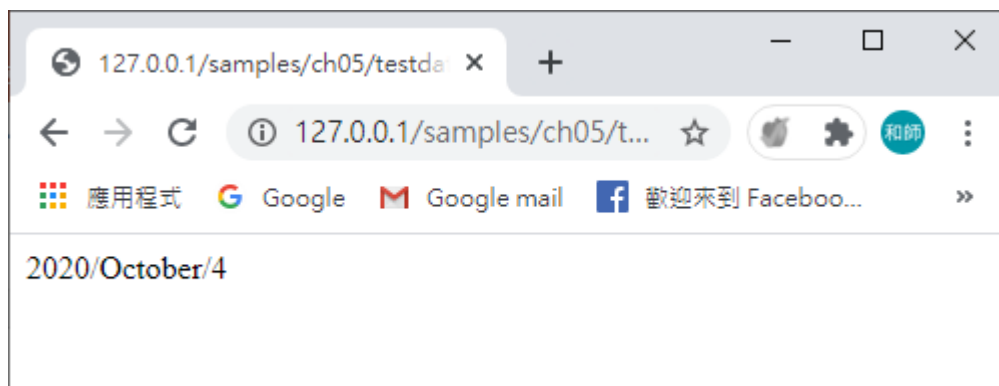 127.0.0.1/samples/ch05/testda
127.0.0.1/samples/ch05/t... 和師
應用程式 Google Google mail 歡迎來到 Faceboo... »
2020/October/4